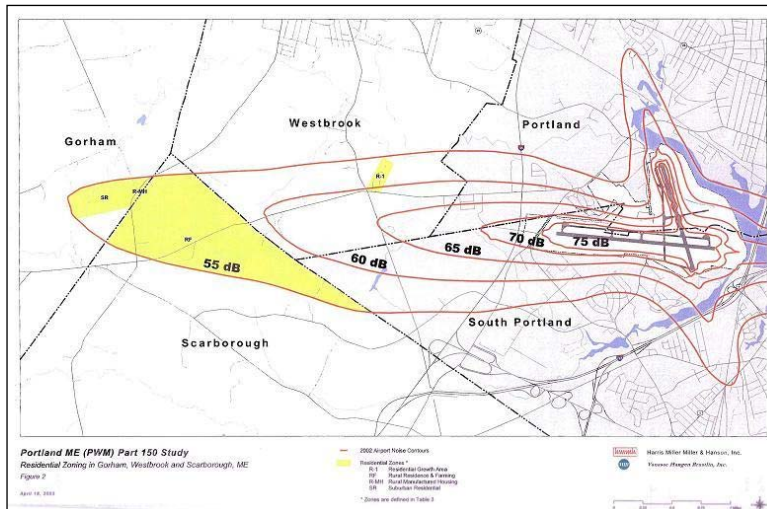 Gorham
Westbrook
Portland
R-1
R-MH
SR
RF
55 dB
60 dB
65 dB
70 dB
75 dB
South Portland
Scarborough
Portland ME (PWM) Part 150 Study
Residential Zoning in Gorham, Westbrook and Scarborough, ME
Figure 2
April 18, 2003
2002 Airport Noise Contours
Residential Zones *
R-1 Residential Growth Area
RF Rural Residence & Farming
R-MH Rural Manufactured Housing
SR Suburban Residential
* Zones are defined in Table 3
Harris Miller Miller & Hanson, Inc.
Vanasse Hangen Brustlin, Inc.